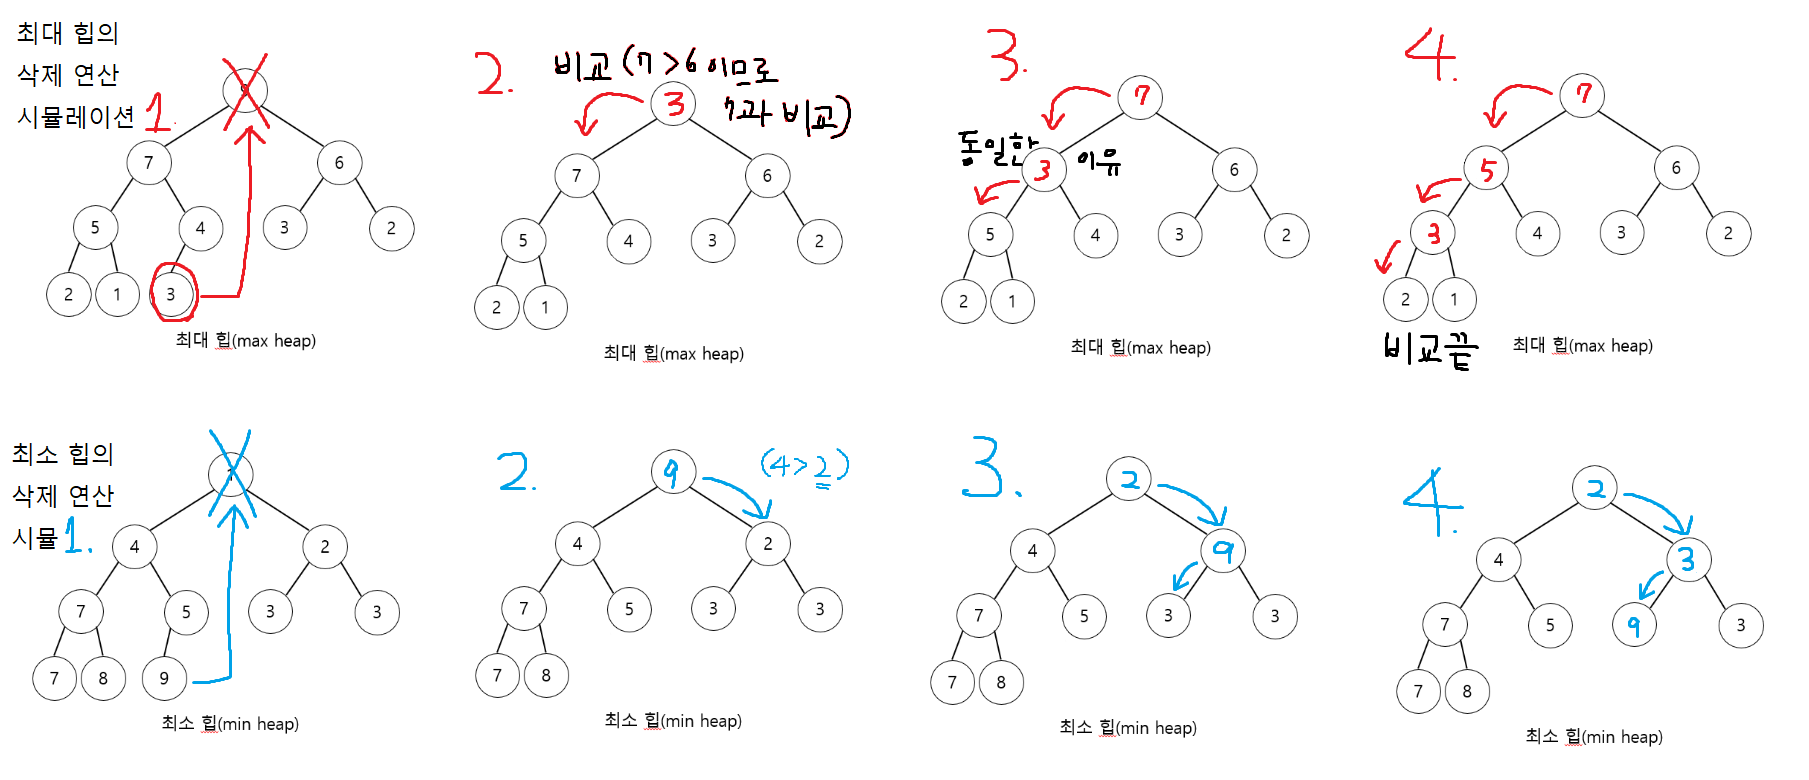 최대 힙의
삭제 연산
시뮬레이션 1.
7 6
5 4 3 2
2 1 3
최대 힙(max heap)
2. 비교 (7 > 6 이므로
7과 비교)
3
7 6
5 4 3 2
2 1
최대 힙(max heap)
3.
7
동일한 3 이유 6
5 4 3 2
2 1
최대 힙(max heap)
4.
7
5 6
3 4 3 2
2 1
비교끝
최대 힙(max heap)
최소 힙의
삭제 연산
시뮬 1.
1
4 2
7 5 3 3
7 8 9
최소 힙(min heap)
2. (4>2)
9
4 2
7 5 3 3
7 8
최소 힙(min heap)
3.
2
4 9
7 5 3 3
7 8
최소 힙(min heap)
4.
2
4 3
7 5 9 3
7 8
최소 힙(min heap)